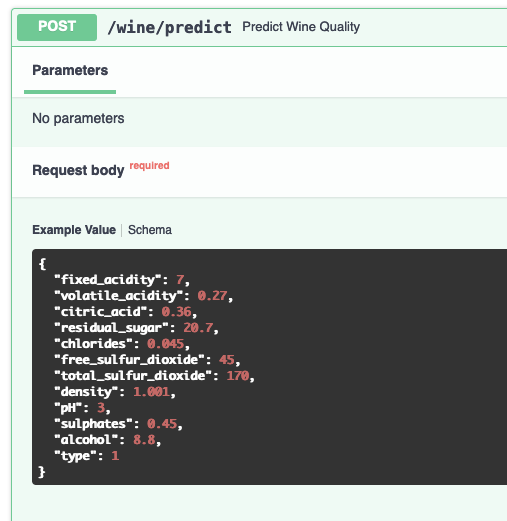 POST /wine/predict Predict Wine Quality
Parameters
No parameters
Request body required
Example Value | Schema
{
  "fixed_acidity": 7,
  "volatile_acidity": 0.27,
  "citric_acid": 0.36,
  "residual_sugar": 20.7,
  "chlorides": 0.045,
  "free_sulfur_dioxide": 45,
  "total_sulfur_dioxide": 170,
  "density": 1.001,
  "pH": 3,
  "sulphates": 0.45,
  "alcohol": 8.8,
  "type": 1
}